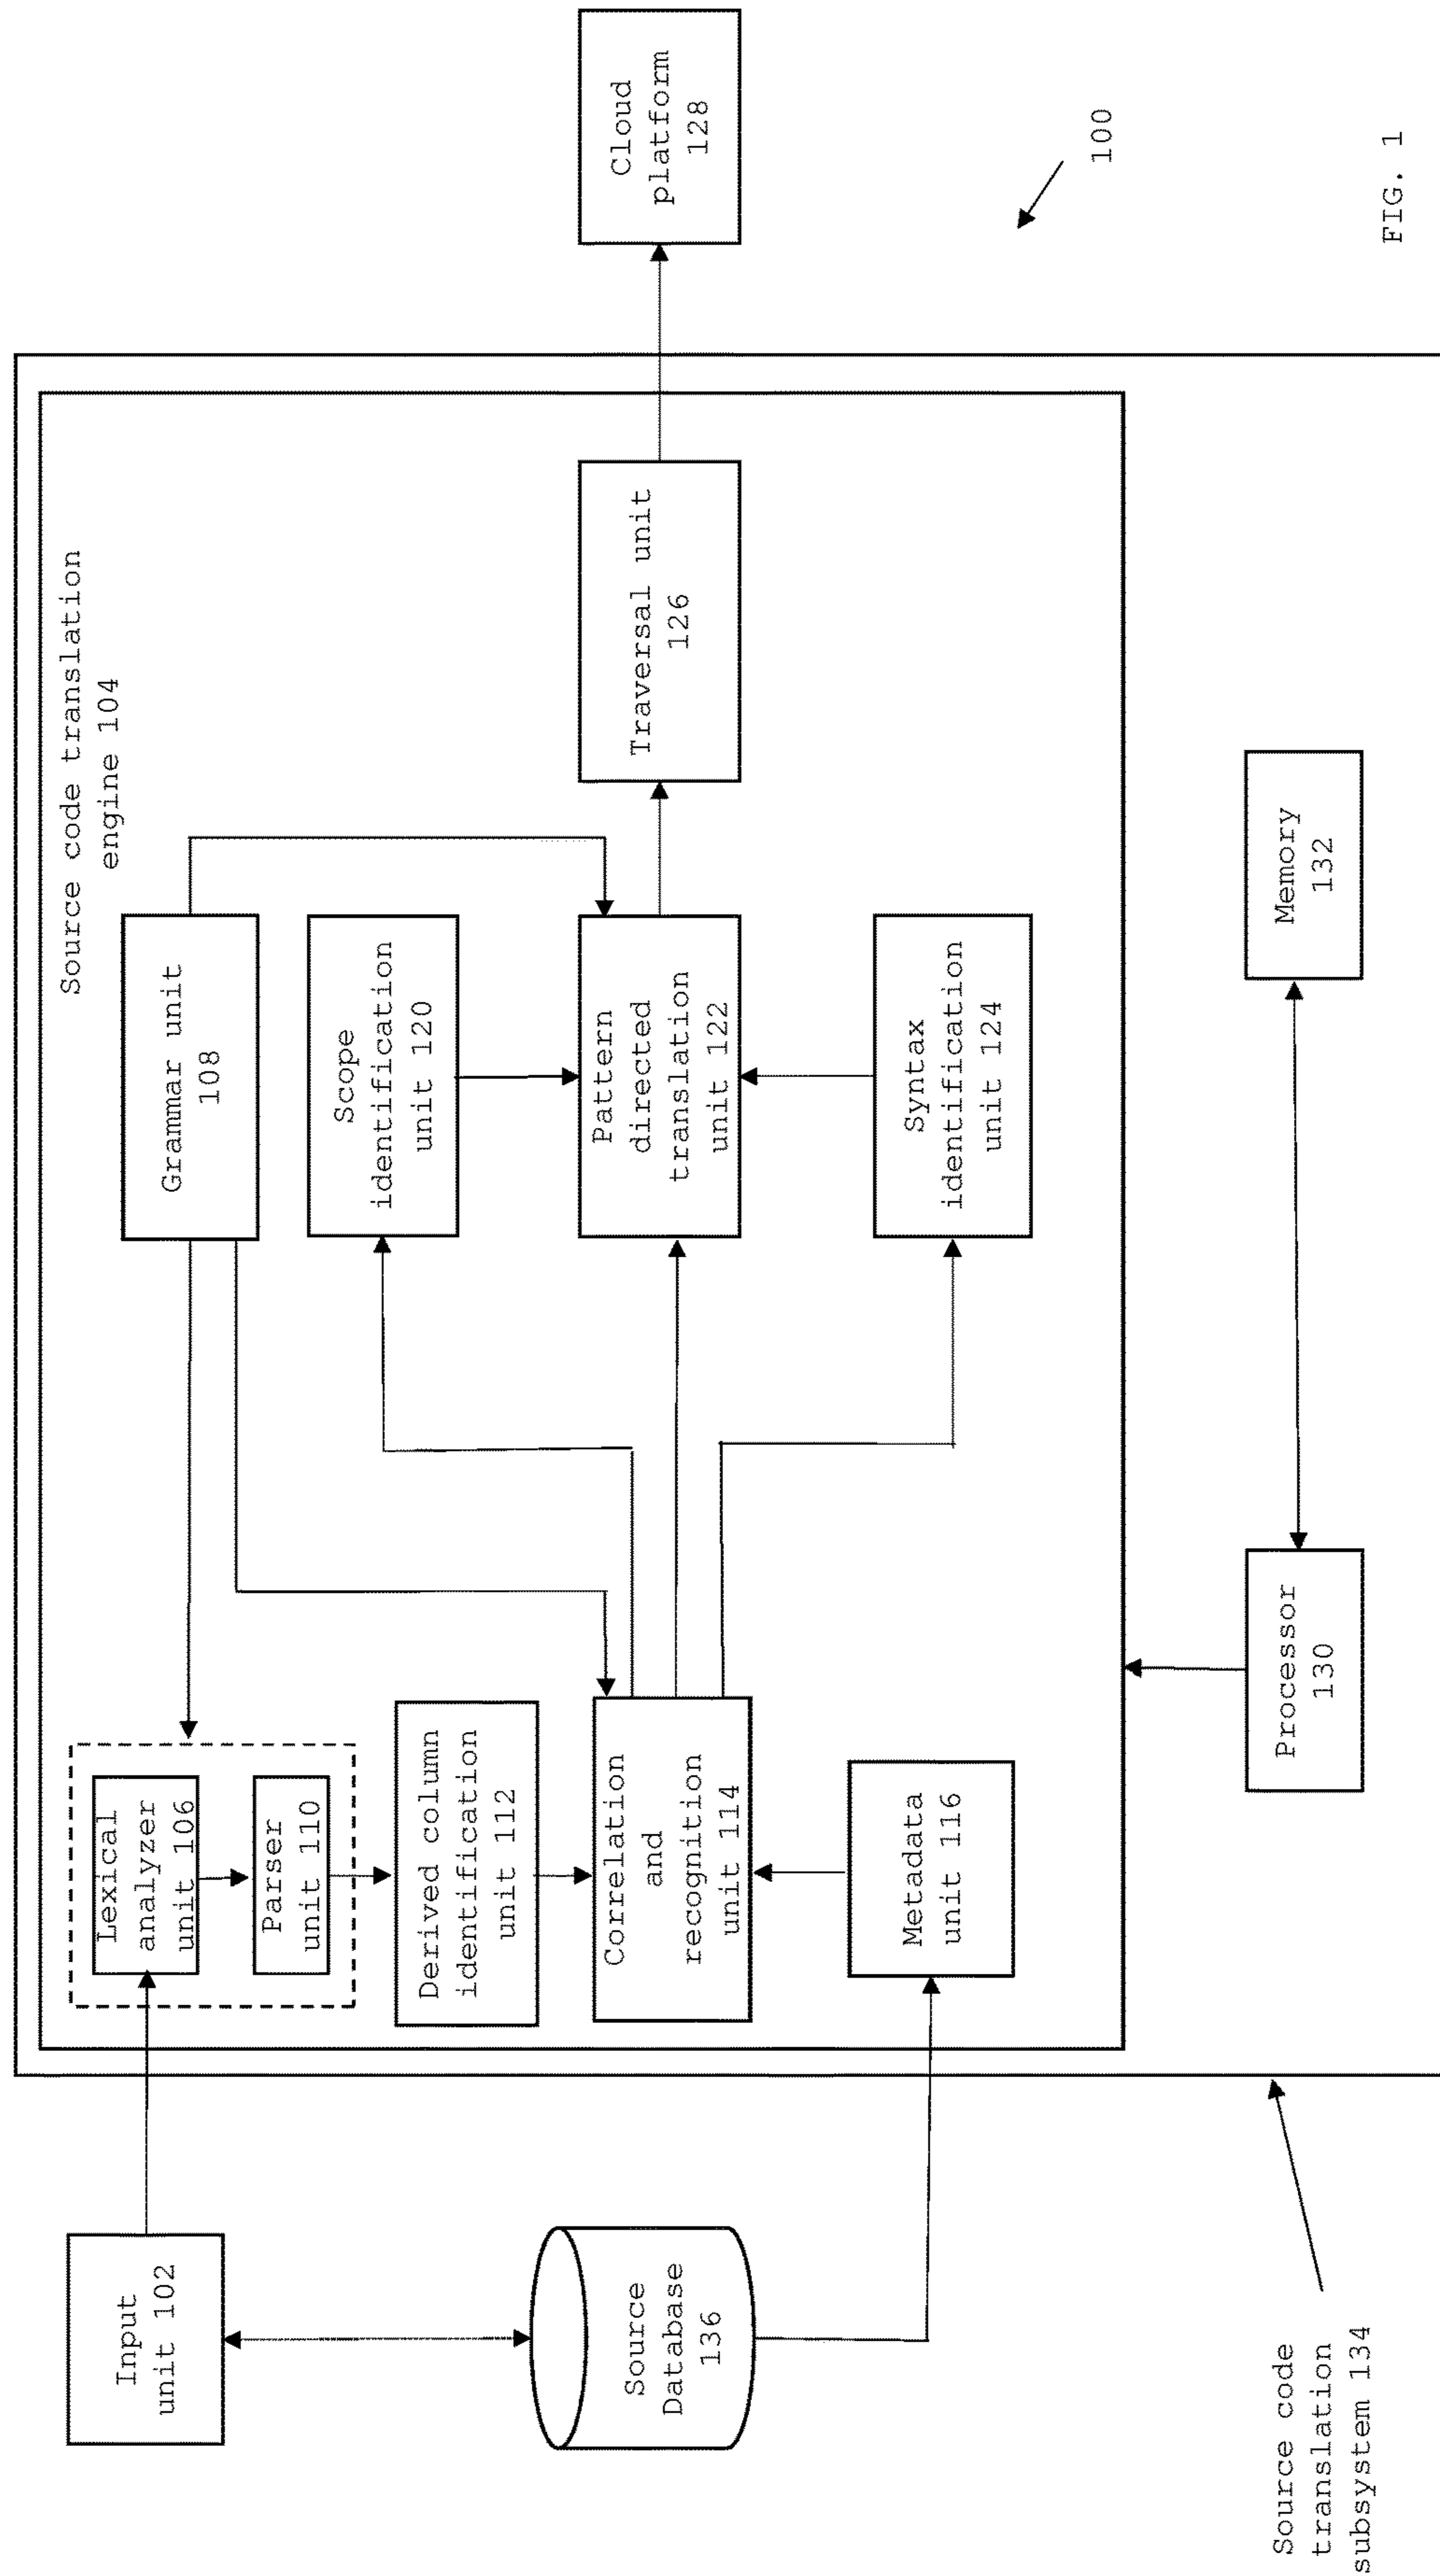 Input
unit 102
Source
Database
136
Source code
translation
subsystem 134
Source code translation
engine 104
Lexical
analyzer
unit 106
Parser
unit 110
Derived column
identification
unit 112
Correlation
and
recognition
unit 114
Metadata
unit 116
Grammar unit
108
Scope
identification
unit 120
Pattern
directed
translation
unit 122
Syntax
identification
unit 124
Traversal unit
126
Cloud
platform
128
Processor
130
Memory
132
100
FIG. 1